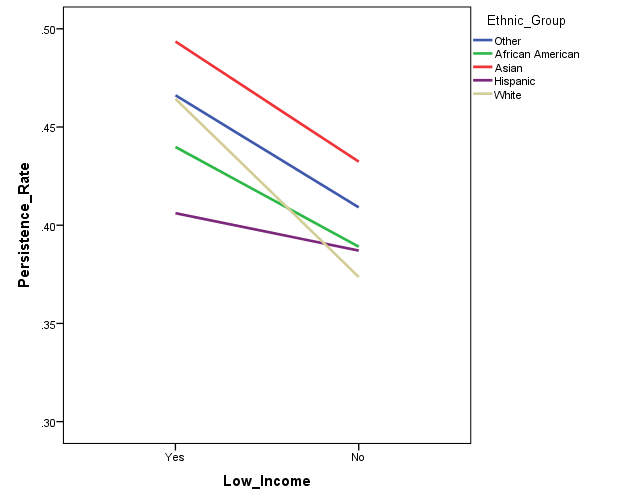 Ethnic_Group
Other
African American
Asian
Hispanic
White
.50
.45
.40
.35
.30
Persistence_Rate
Yes
No
Low_Income